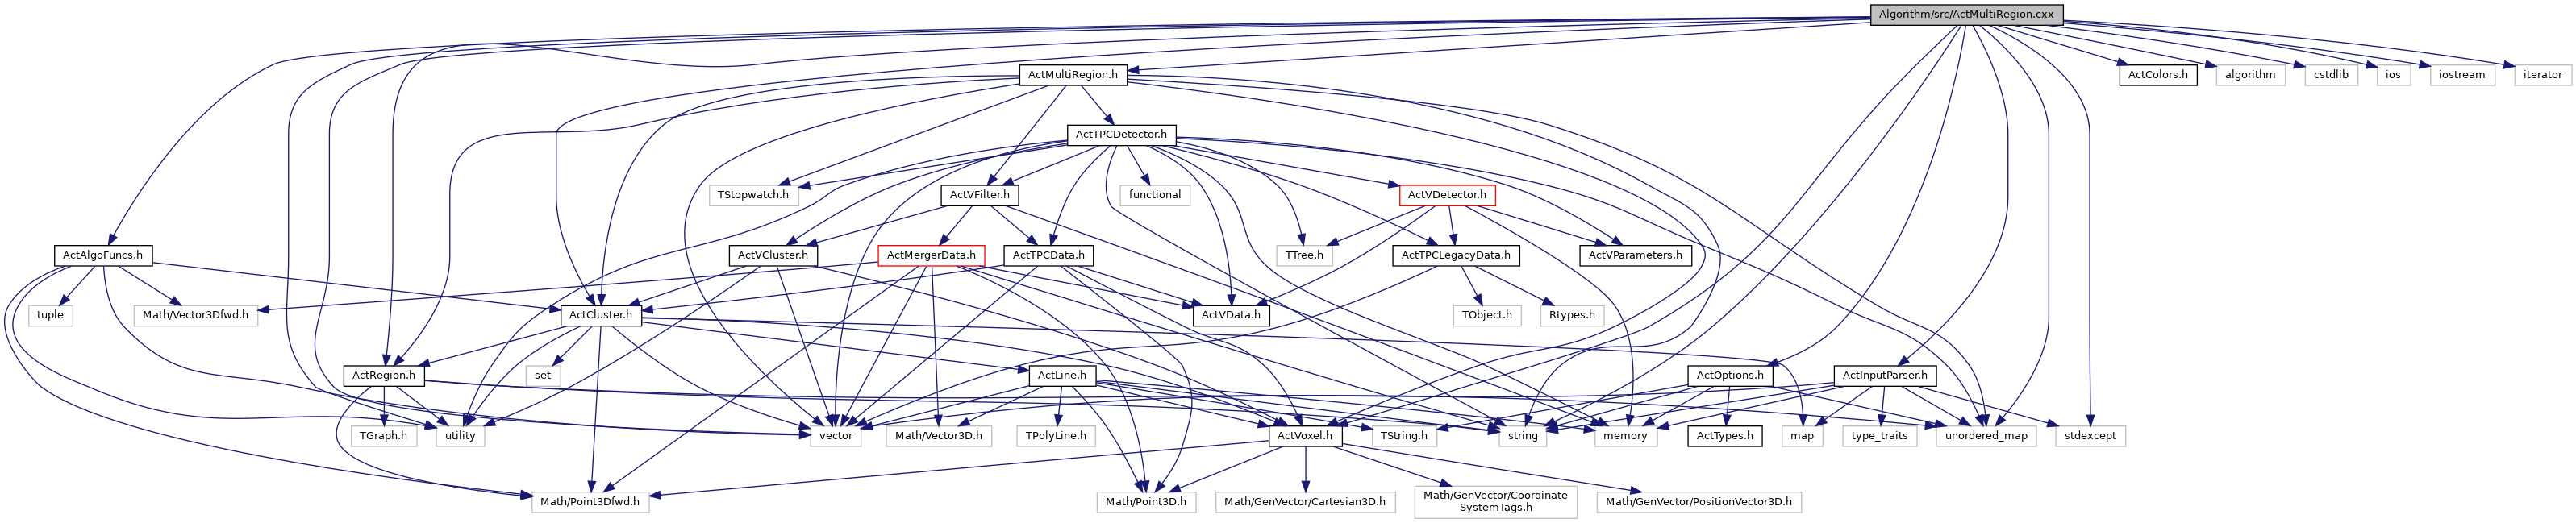 Algorithm/src/ActMultiRegion.cxx
ActMultiRegion.h
ActColors.h
algorithm
cstdlib
ios
iostream
iterator
ActTPCDetector.h
TStopwatch.h
ActVFilter.h
functional
ActVDetector.h
ActAlgoFuncs.h
ActVCluster.h
ActMergerData.h
ActTPCData.h
TTree.h
ActTPCLegacyData.h
ActVParameters.h
tuple
Math/Vector3Dfwd.h
ActCluster.h
ActVData.h
TObject.h
Rtypes.h
ActRegion.h
set
ActLine.h
ActOptions.h
ActInputParser.h
TGraph.h
utility
vector
Math/Vector3D.h
TPolyLine.h
ActVoxel.h
TString.h
string
memory
ActTypes.h
map
type_traits
unordered_map
stdexcept
Math/Point3Dfwd.h
Math/Point3D.h
Math/GenVector/Cartesian3D.h
Math/GenVector/Coordinate
SystemTags.h
Math/GenVector/PositionVector3D.h